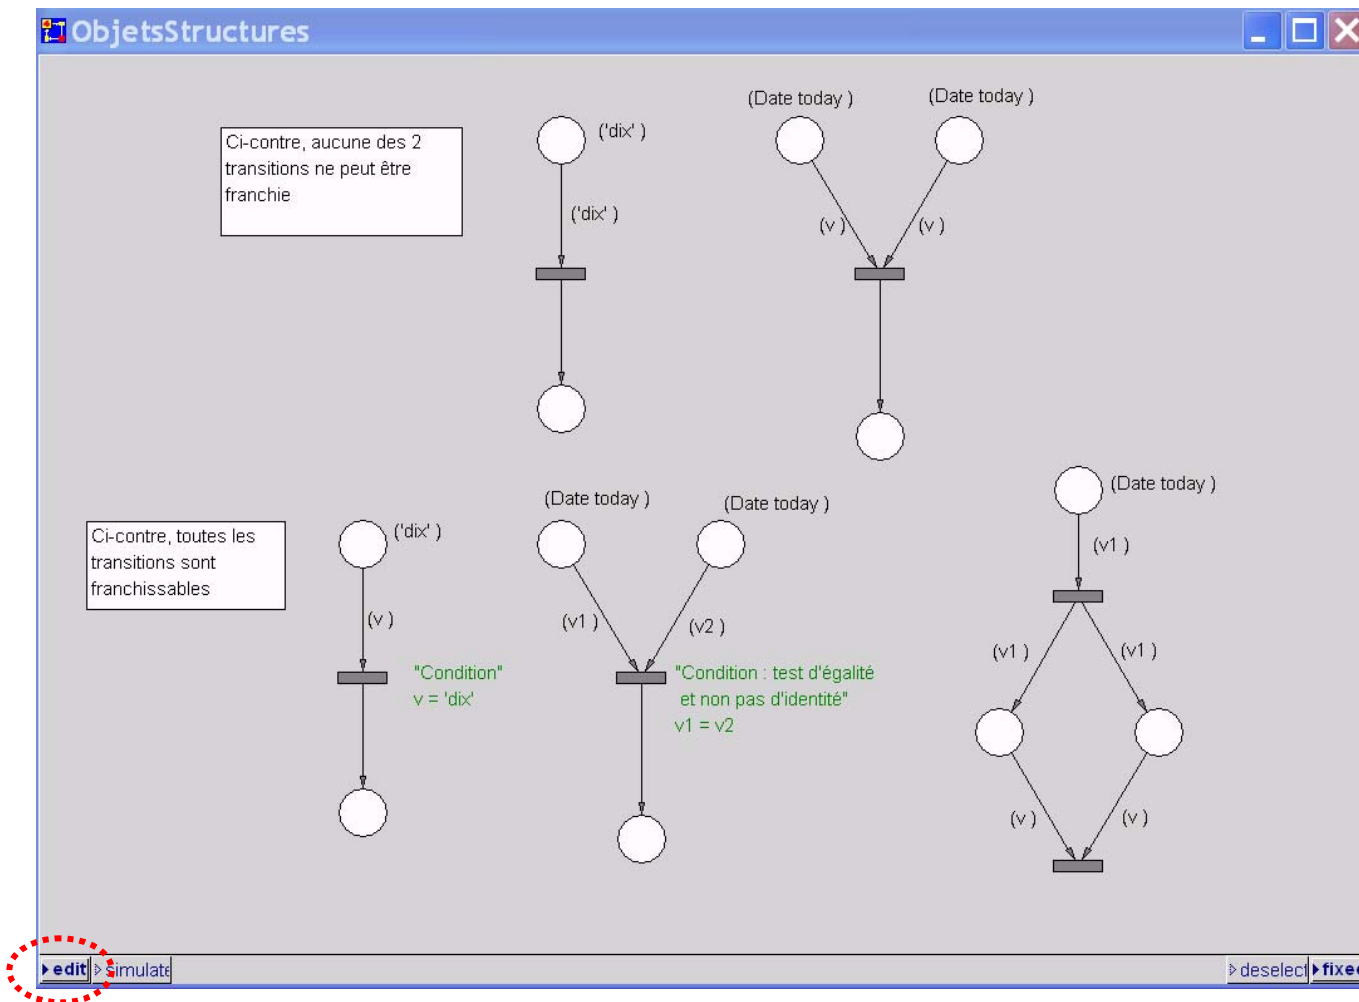 ObjetsStructures
(Date today )
(Date today )
('dix' )
Ci-contre, aucune des 2
transitions ne peut être
franchie
('dix' )
(v )
(v )
(Date today )
(Date today )
(Date today )
Ci-contre, toutes les
transitions sont
franchissables
('dix' )
(v1 )
(v )
(v1 )
(v2 )
(v1 )
(v1 )
"Condition"
v = 'dix'
"Condition : test d'égalité
et non pas d'identité"
v1 = v2
(v )
(v )
edit
simulate
deselect
fixed